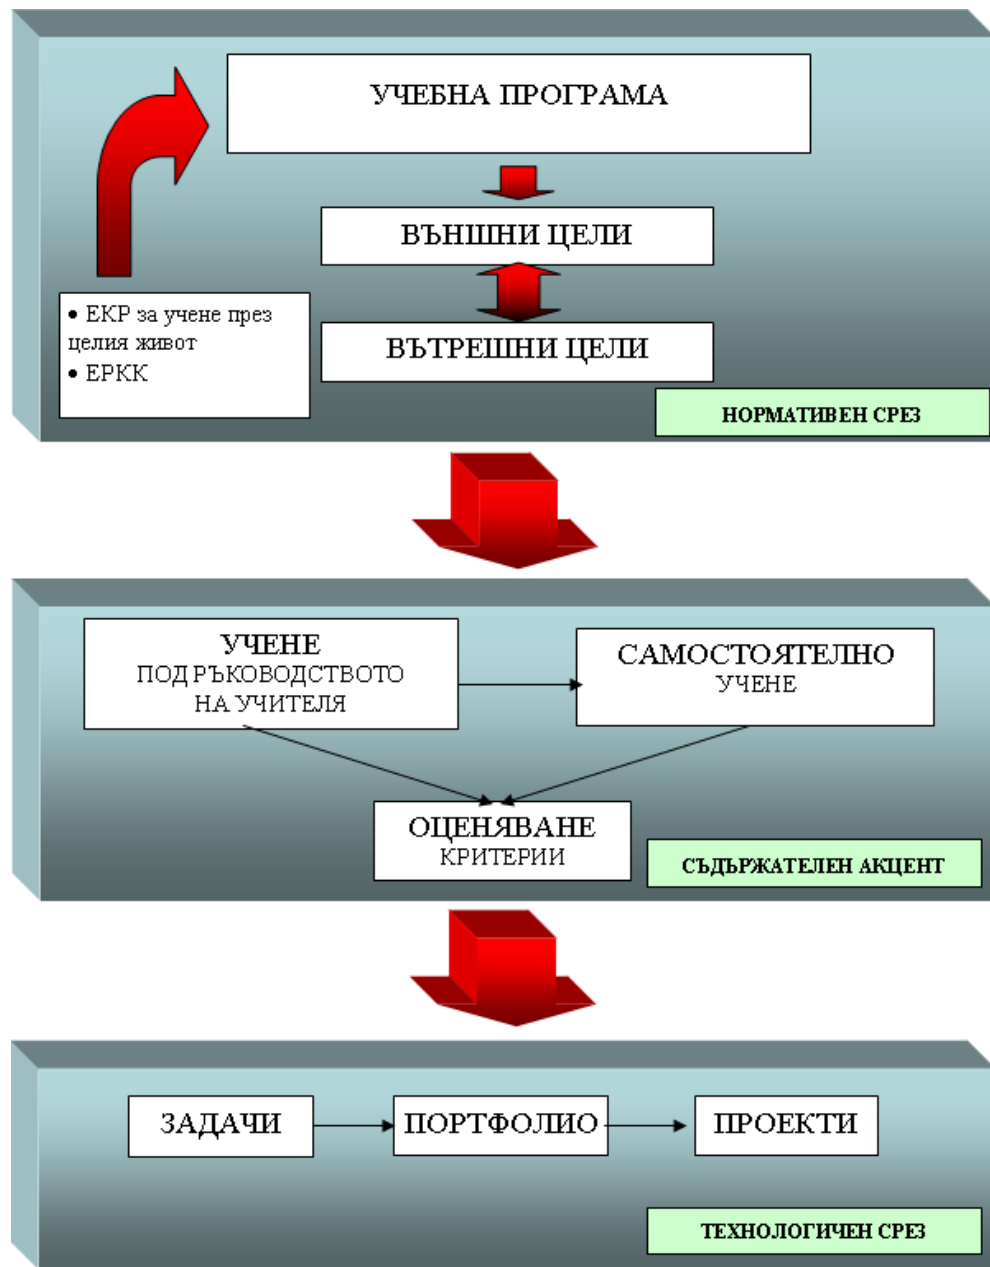 УЧЕБНА ПРОГРАМА
ВЪНШНИ ЦЕЛИ
• ЕКР за учене през
целия живот
• ЕРКК
ВЪТРЕШНИ ЦЕЛИ
НОРМАТИВЕН СРЕЗ
УЧЕНЕ
ПОД РЪКОВОДСТВОТО
НА УЧИТЕЛЯ
САМОСТОЯТЕЛНО
УЧЕНЕ
ОЦЕНЯВАНЕ
КРИТЕРИИ
СЪДЪРЖАТЕЛЕН АКЦЕНТ
ЗАДАЧИ
ПОРТФОЛИО
ПРОЕКТИ
ТЕХНОЛОГИЧЕН СРЕЗ